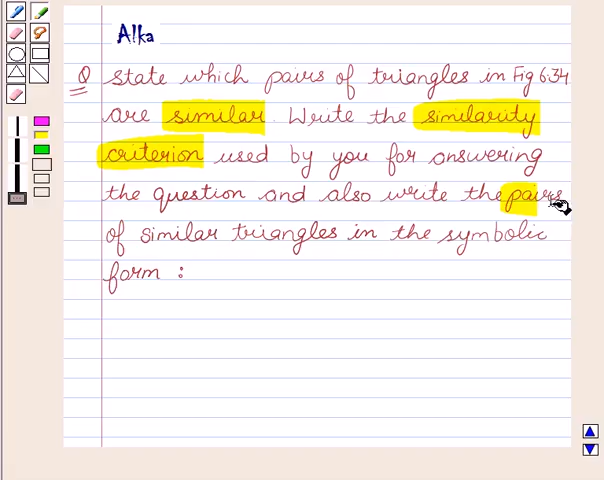 Alka
Q State which pairs of triangles in Fig 6.34
are similar. Write the similarity
criterion used by you for answering
the question and also write the pairs
of similar triangles in the symbolic
form :